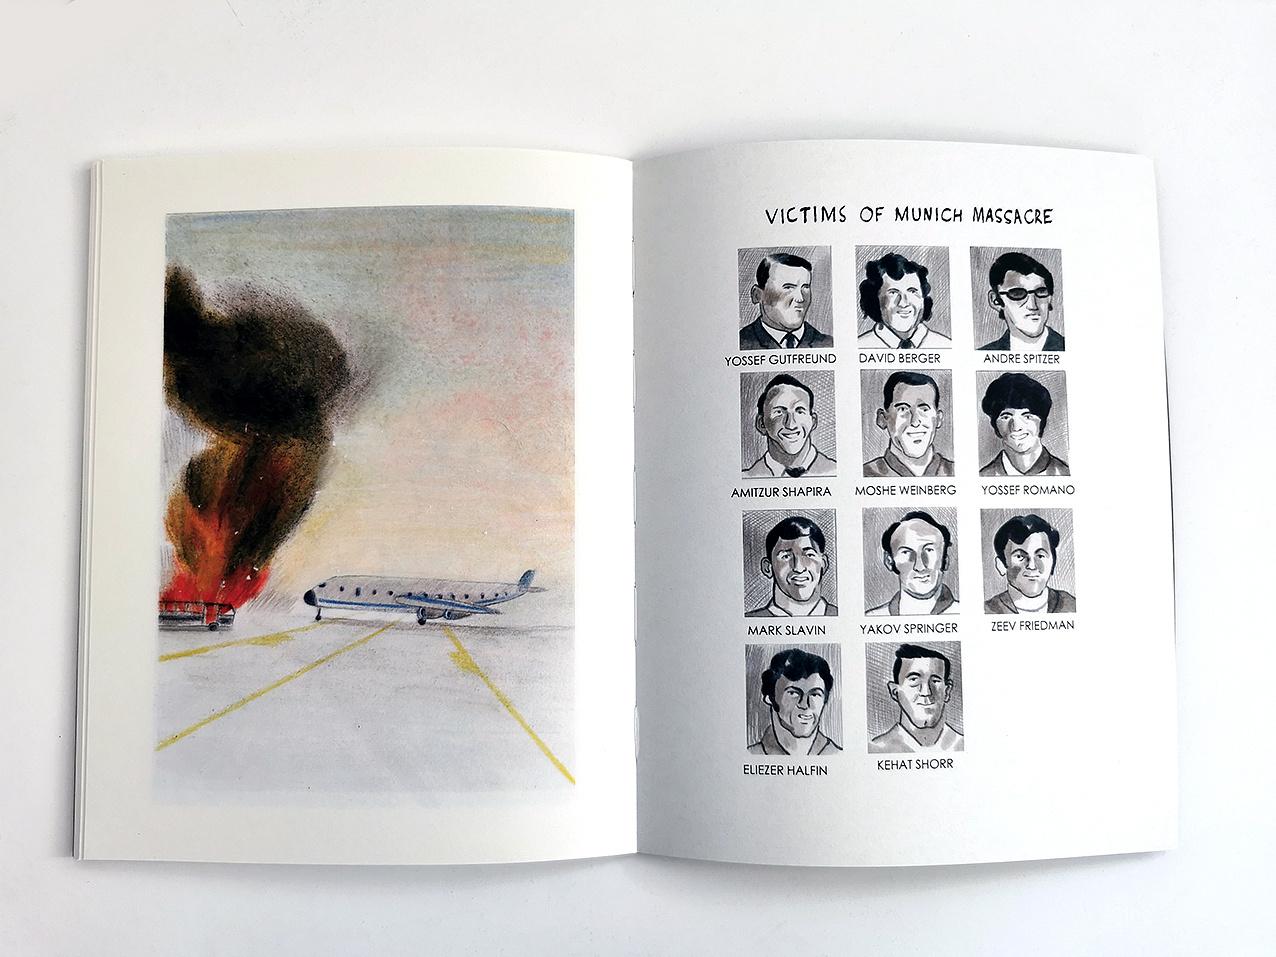 VICTIMS OF MUNICH MASSACRE
YOSSEF GUTFREUND DAVID BERGER ANDRE SPITZER
AMITZUR SHAPIRA MOSHE WEINBERG YOSSEF ROMANO
MARK SLAVIN YAKOV SPRINGER ZEEV FRIEDMAN
ELIEZER HALFIN KEHAT SHORR